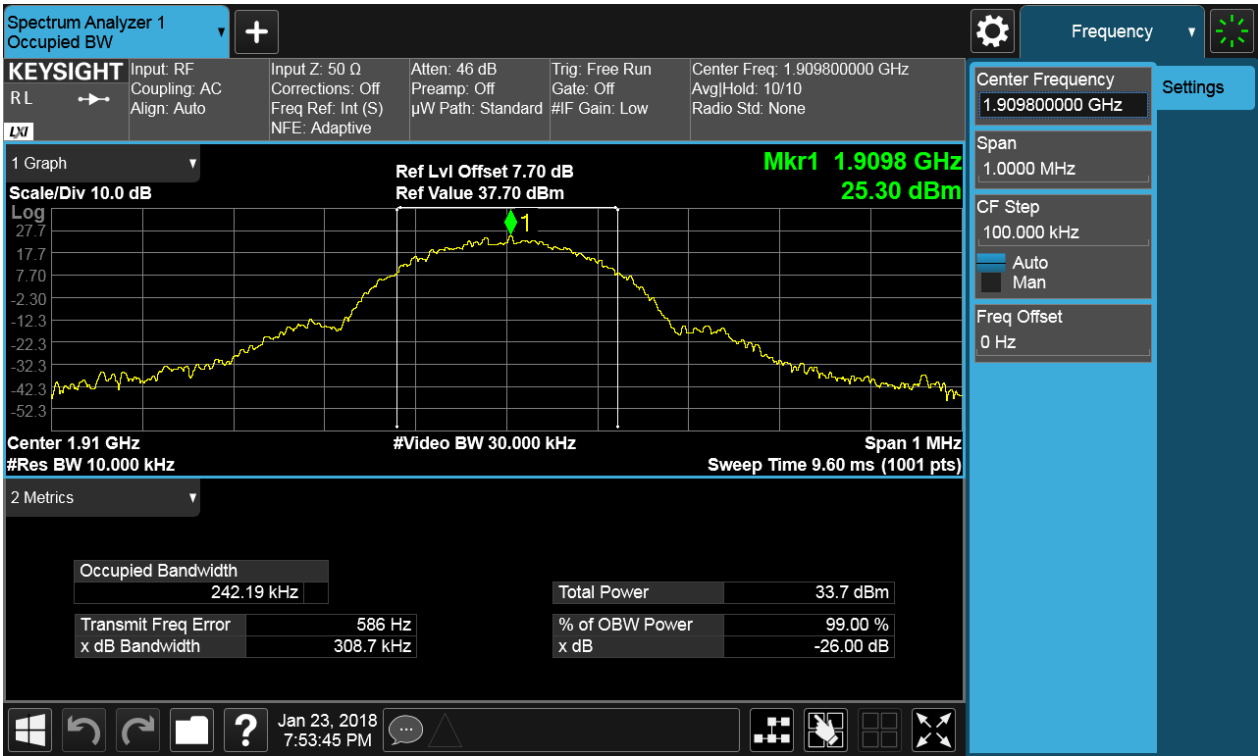 Spectrum Analyzer 1
Occupied BW
+
Frequency
KEYSIGHT
R L
LXI
Input: RF
Coupling: AC
Align: Auto
Input Z: 50 Ω
Corrections: Off
Freq Ref: Int (S)
NFE: Adaptive
Atten: 46 dB
Preamp: Off
µW Path: Standard
Trig: Free Run
Gate: Off
#IF Gain: Low
Center Freq: 1.909800000 GHz
Avg|Hold: 10/10
Radio Std: None
Center Frequency
1.909800000 GHz
Settings
Span
1.0000 MHz
CF Step
100.000 kHz
Auto
Man
Freq Offset
0 Hz
1 Graph
Scale/Div 10.0 dB
Ref Lvl Offset 7.70 dB
Ref Value 37.70 dBm
Mkr1 1.9098 GHz
25.30 dBm
Log
27.7
17.7
7.70
-2.30
-12.3
-22.3
-32.3
-42.3
-52.3
1
Center 1.91 GHz
#Video BW 30.000 kHz
Span 1 MHz
#Res BW 10.000 kHz
Sweep Time 9.60 ms (1001 pts)
2 Metrics
Occupied Bandwidth
242.19 kHz
Total Power 33.7 dBm
Transmit Freq Error 586 Hz
% of OBW Power 99.00 %
x dB Bandwidth 308.7 kHz
x dB -26.00 dB
?
Jan 23, 2018
7:53:45 PM